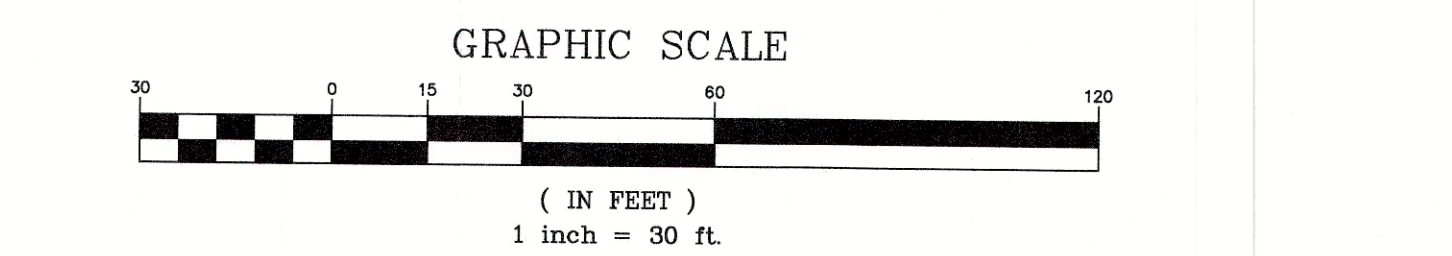 GRAPHIC SCALE
30 0 15 30 60 120
( IN FEET )
1 inch = 30 ft.